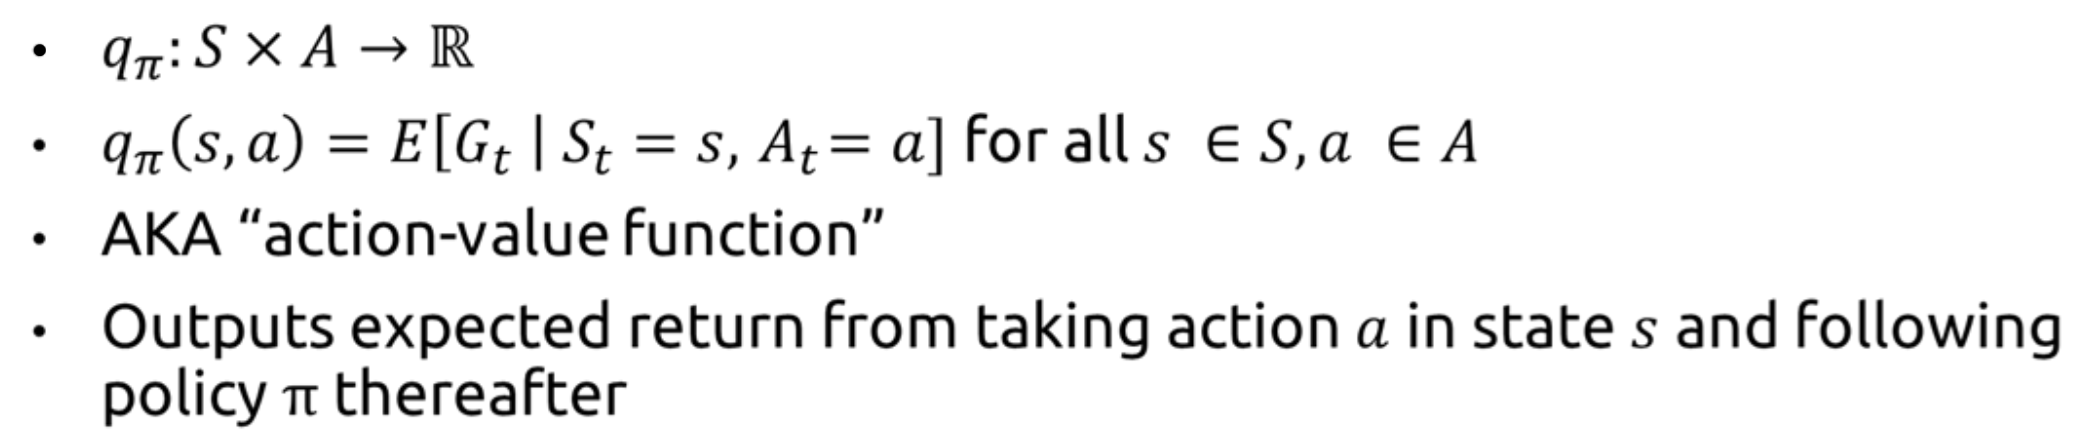 • qπ: S × A → ℝ
• qπ(s, a) = E[Gt | St = s, At = a] for all s ∈ S, a ∈ A
• AKA “action-value function”
• Outputs expected return from taking action a in state s and following
policy π thereafter